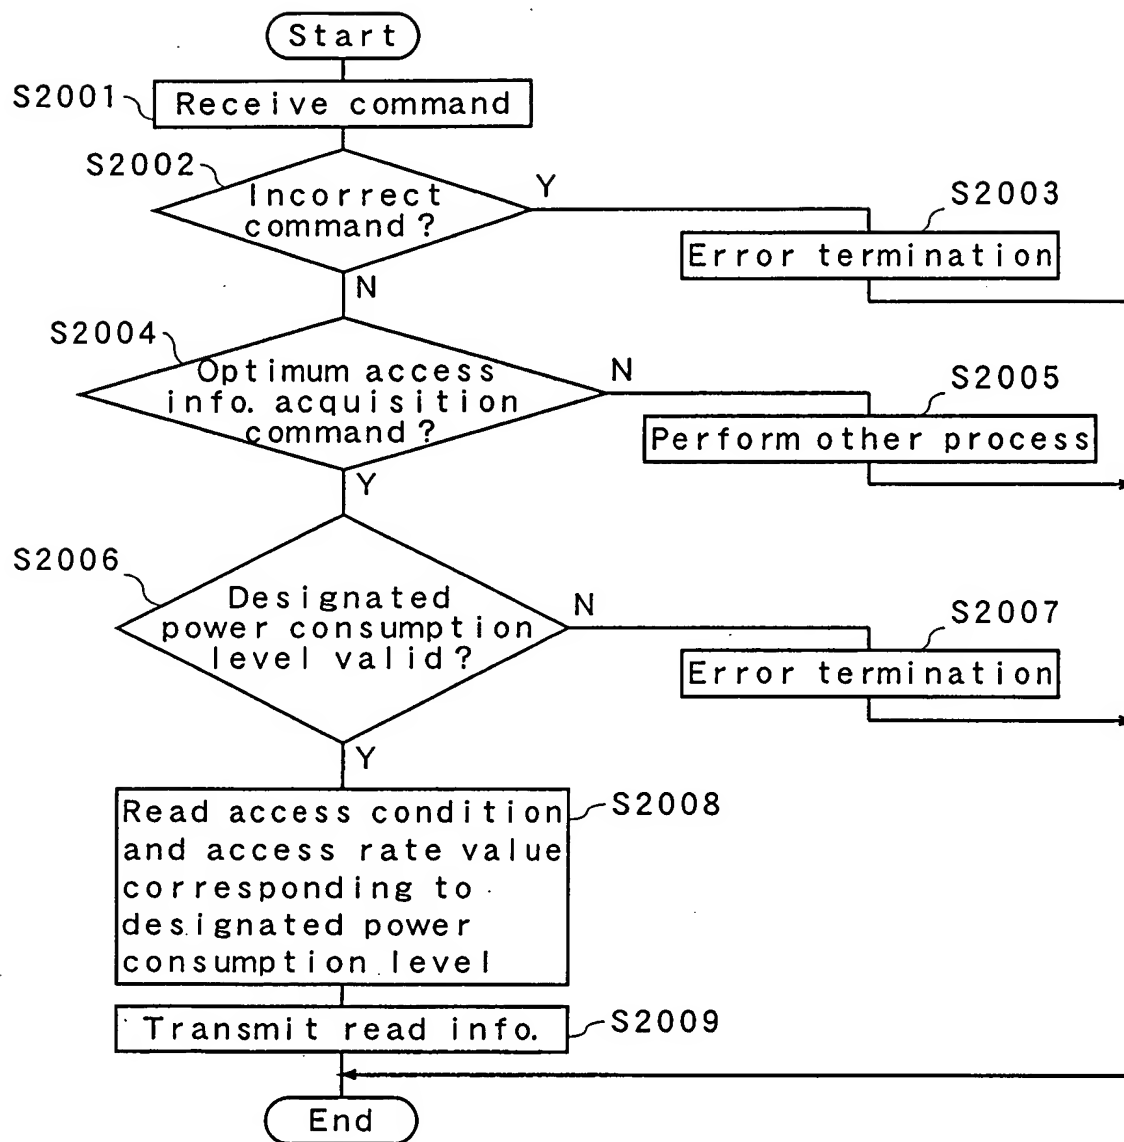 Start
S2001
Receive command
S2002
Incorrect
command?
Y
S2003
Error termination
N
S2004
Optimum access
info. acquisition
command?
N
S2005
Perform other process
Y
S2006
Designated
power consumption
level valid?
N
S2007
Error termination
Y
Read access condition
and access rate value
corresponding to
designated power
consumption level
S2008
Transmit read info.
S2009
End